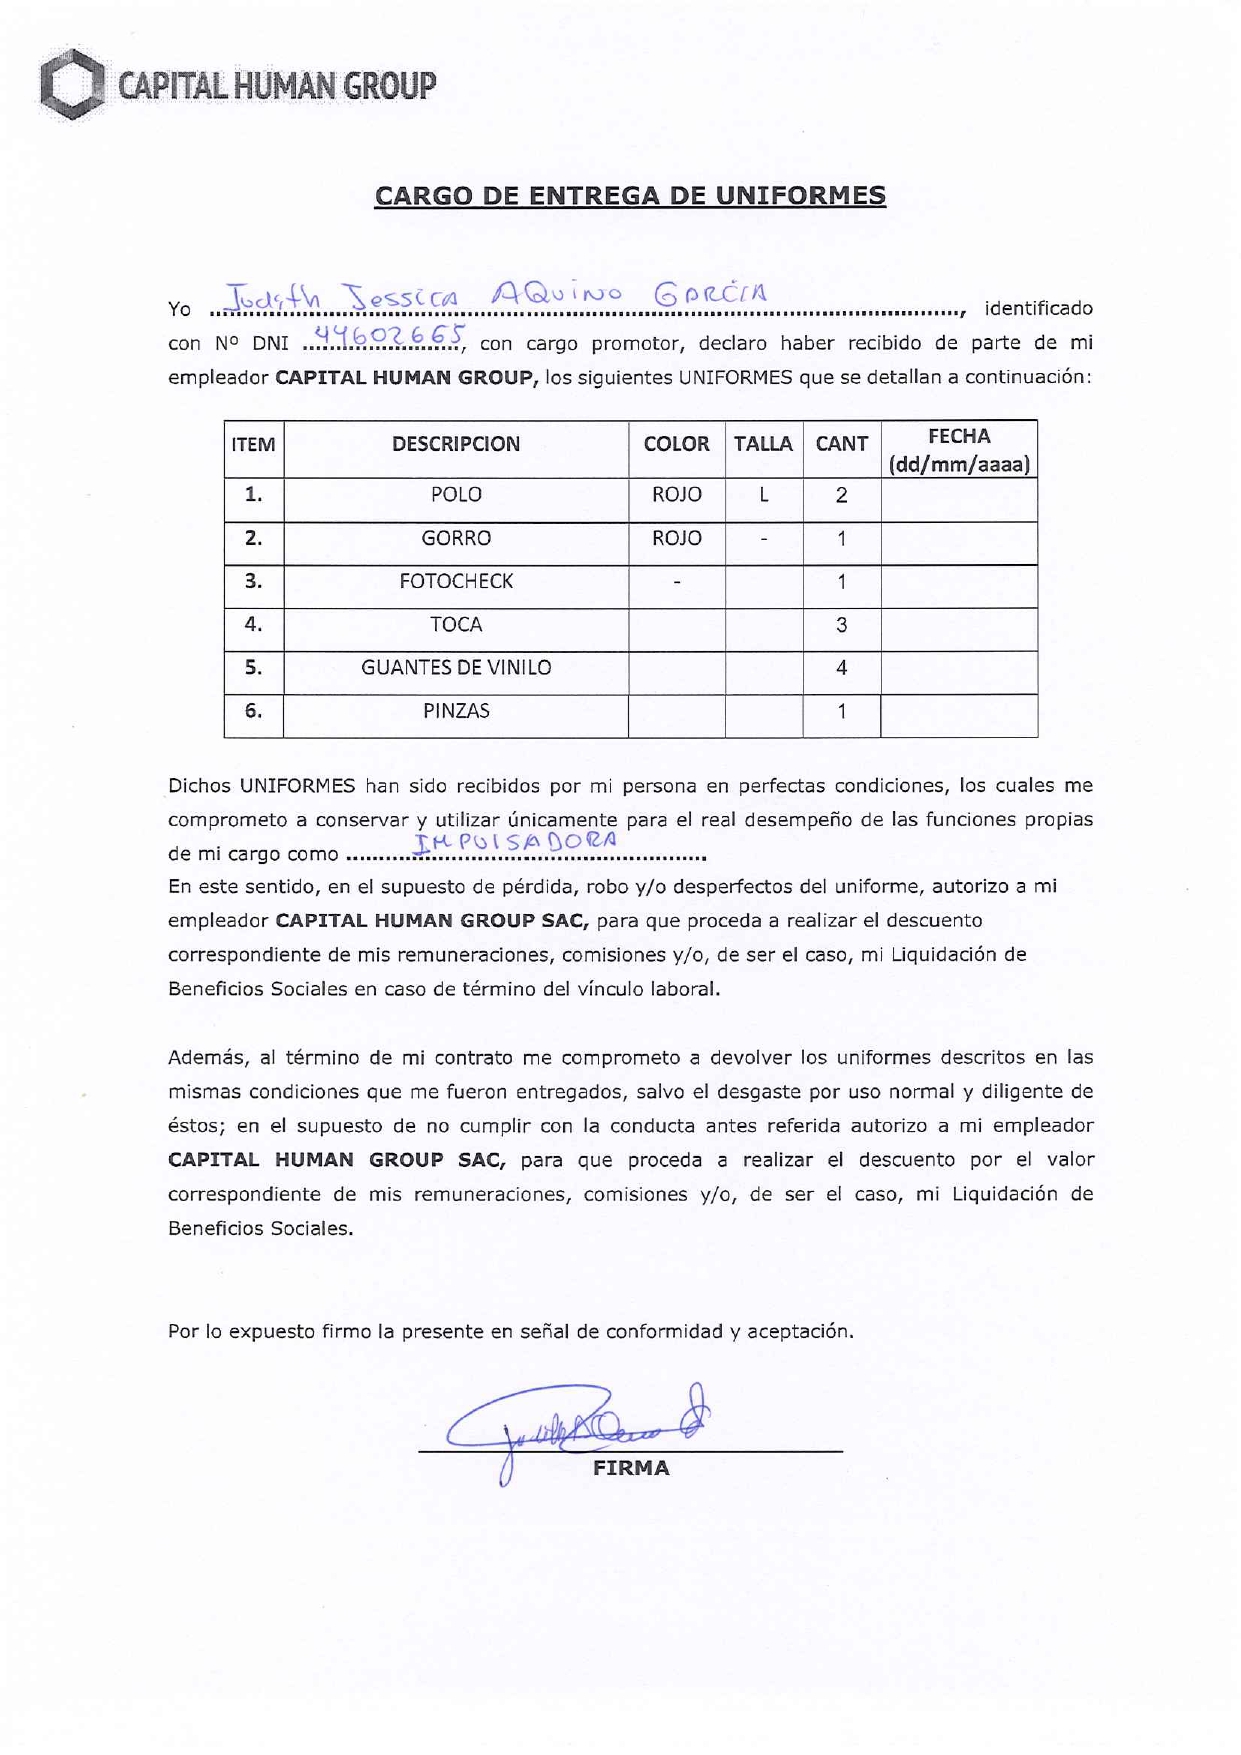 CAPITAL HUMAN GROUP
CARGO DE ENTREGA DE UNIFORMES
Yo Judith Jessica AQuino GARCIA, identificado
con Nº DNI 44602665, con cargo promotor, declaro haber recibido de parte de mi
empleador CAPITAL HUMAN GROUP, los siguientes UNIFORMES que se detallan a continuación:
ITEM DESCRIPCION COLOR TALLA CANT FECHA (dd/mm/aaaa)
1. POLO ROJO L 2
2. GORRO ROJO - 1
3. FOTOCHECK - 1
4. TOCA 3
5. GUANTES DE VINILO 4
6. PINZAS 1
Dichos UNIFORMES han sido recibidos por mi persona en perfectas condiciones, los cuales me
comprometo a conservar y utilizar únicamente para el real desempeño de las funciones propias
de mi cargo como IMPULSADORA
En este sentido, en el supuesto de pérdida, robo y/o desperfectos del uniforme, autorizo a mi
empleador CAPITAL HUMAN GROUP SAC, para que proceda a realizar el descuento
correspondiente de mis remuneraciones, comisiones y/o, de ser el caso, mi Liquidación de
Beneficios Sociales en caso de término del vínculo laboral.
Además, al término de mi contrato me comprometo a devolver los uniformes descritos en las
mismas condiciones que me fueron entregados, salvo el desgaste por uso normal y diligente de
éstos; en el supuesto de no cumplir con la conducta antes referida autorizo a mi empleador
CAPITAL HUMAN GROUP SAC, para que proceda a realizar el descuento por el valor
correspondiente de mis remuneraciones, comisiones y/o, de ser el caso, mi Liquidación de
Beneficios Sociales.
Por lo expuesto firmo la presente en señal de conformidad y aceptación.
FIRMA